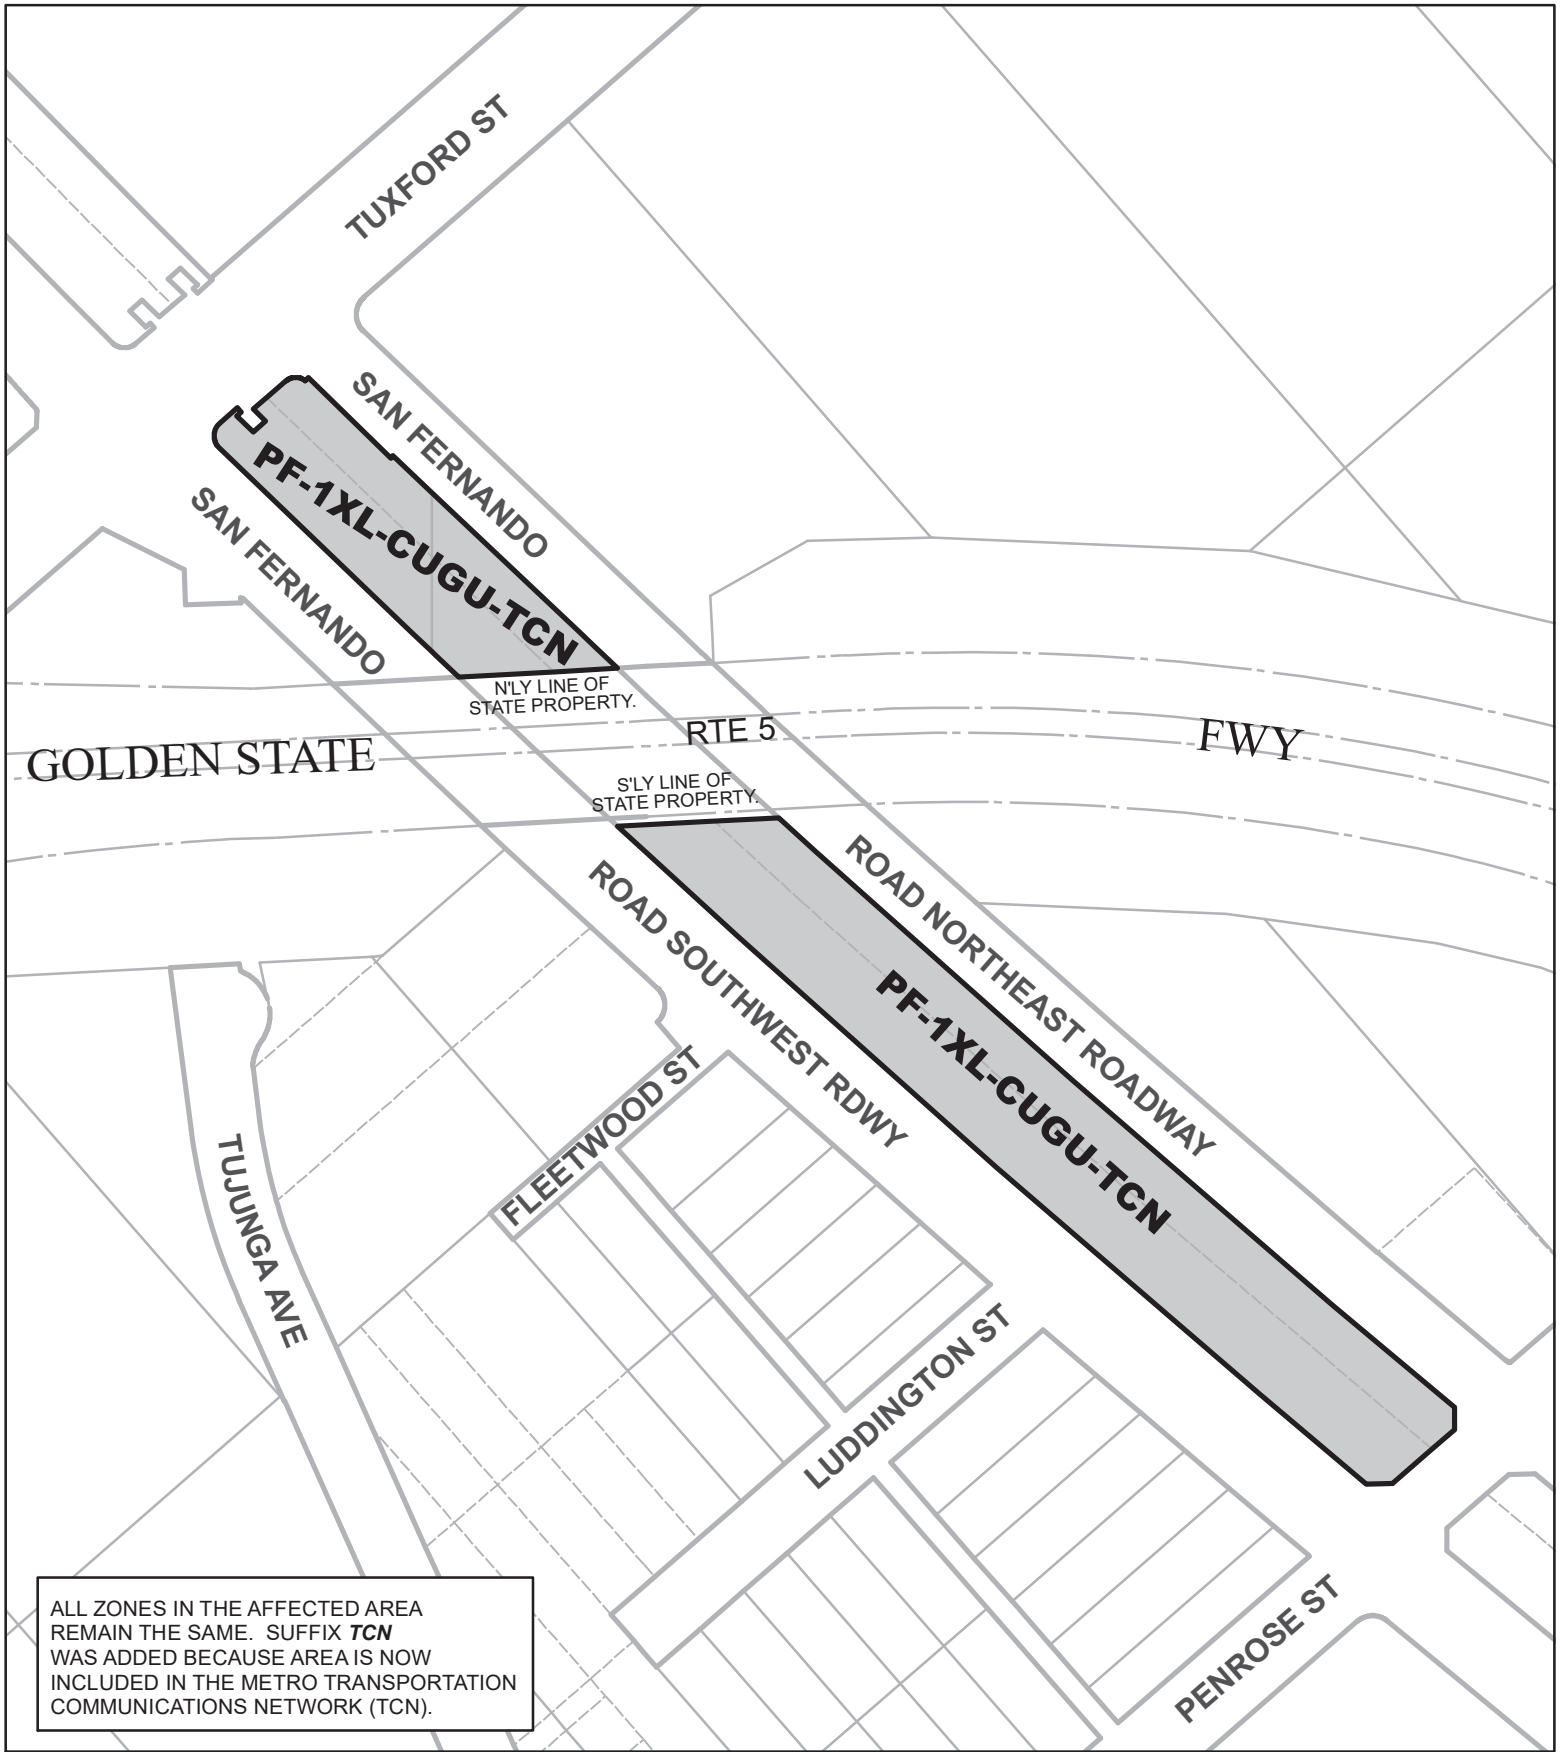 TUXFORD ST
SAN FERNANDO
PF-1XL-CUGU-TCN
SAN FERNANDO
N'LY LINE OF
STATE PROPERTY.
RTE 5
GOLDEN STATE
FWY
S'LY LINE OF
STATE PROPERTY.
ROAD NORTHEAST ROADWAY
ROAD SOUTHWEST RDWY
PF-1XL-CUGU-TCN
FLEETWOOD ST
TUJUNGA AVE
LUDDINGTON ST
PENROSE ST
ALL ZONES IN THE AFFECTED AREA
REMAIN THE SAME. SUFFIX TCN
WAS ADDED BECAUSE AREA IS NOW
INCLUDED IN THE METRO TRANSPORTATION
COMMUNICATIONS NETWORK (TCN).